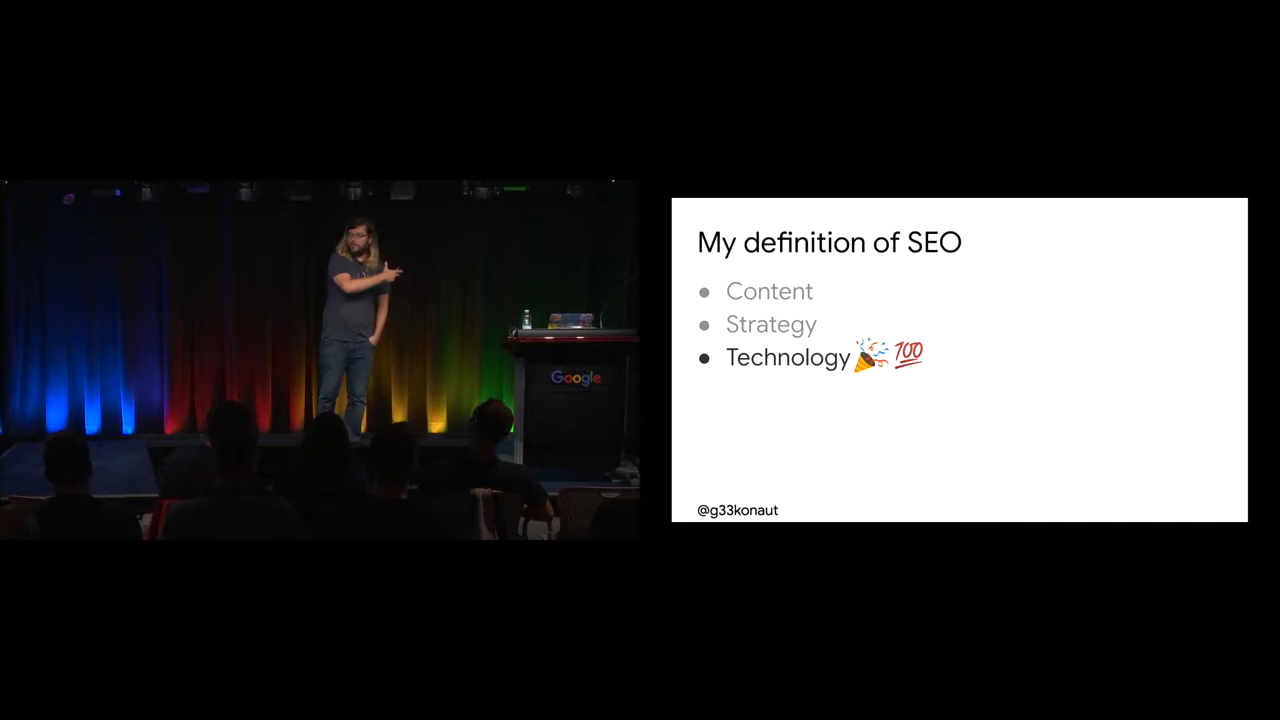 Google
My definition of SEO
● Content
● Strategy
● Technology 🎉 💯
@g33konaut